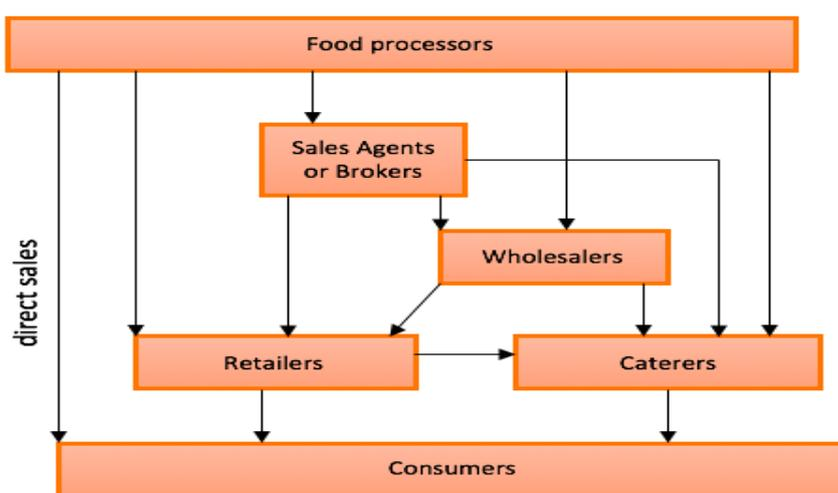 Food processors
Sales Agents
or Brokers
Wholesalers
direct sales
Retailers
Caterers
Consumers